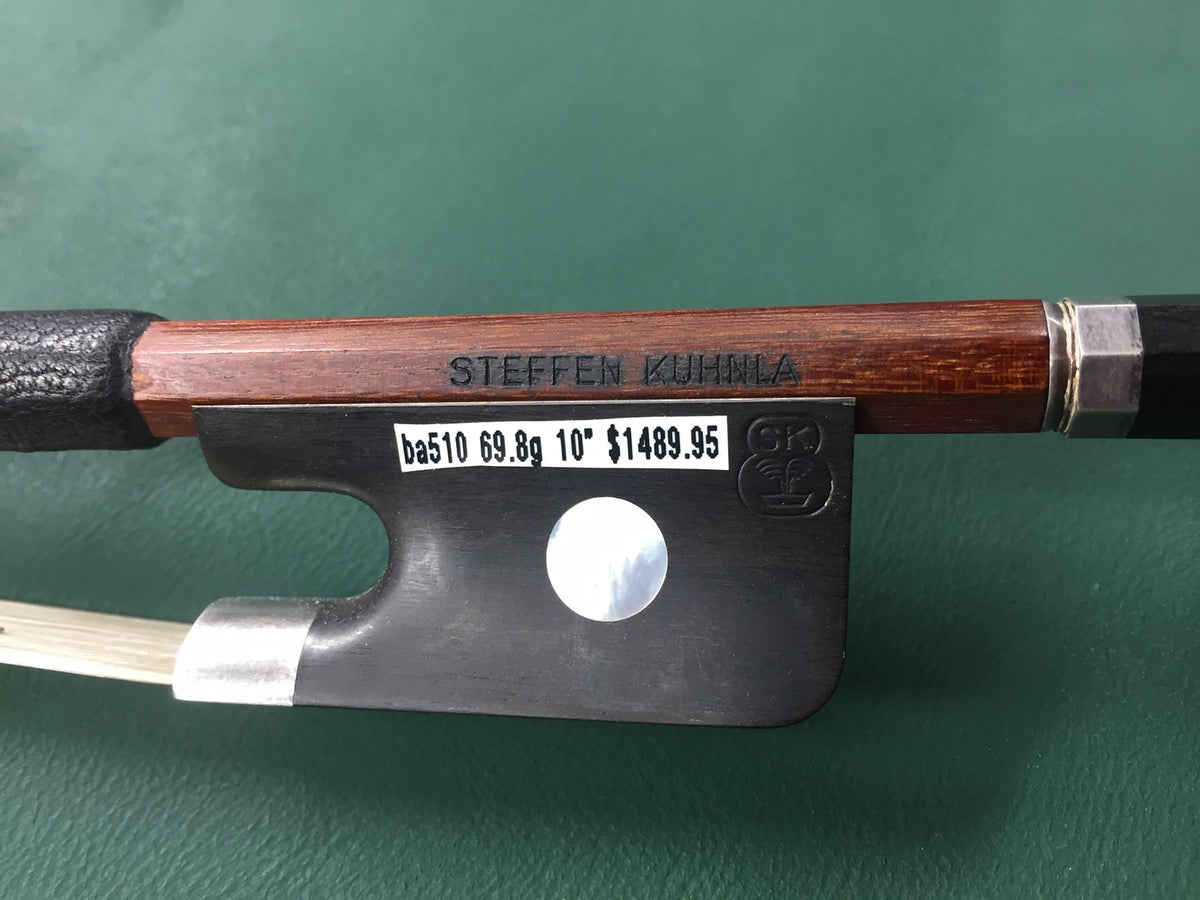 STEFFEN KUHNLA
ba510 69.8g 10" $1489.95
SK